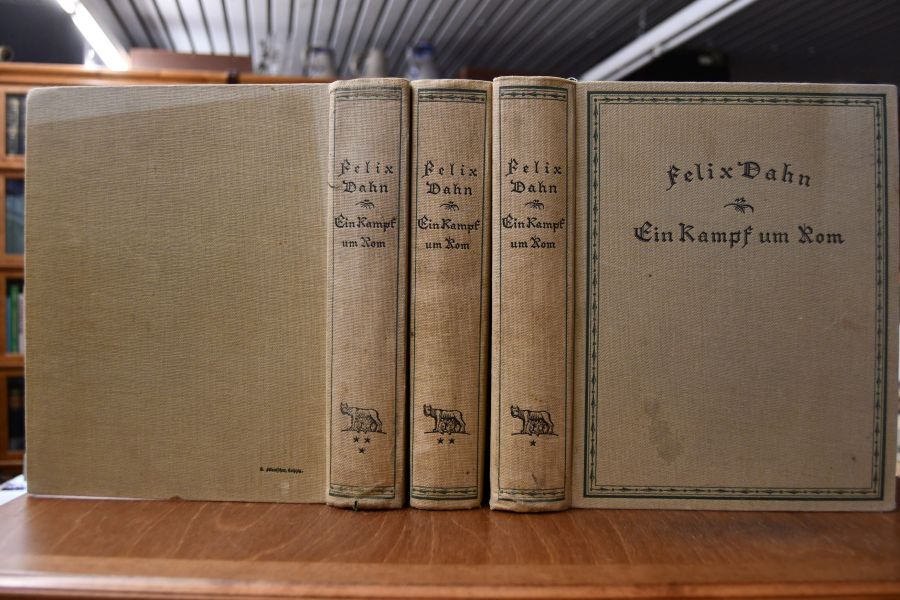 Felix
Dahn
Ein Kampf
um Rom
Felix
Dahn
Ein Kampf
um Rom
Felix
Dahn
Ein Kampf
um Rom
Felix Dahn
Ein Kampf um Rom
Leipzig.